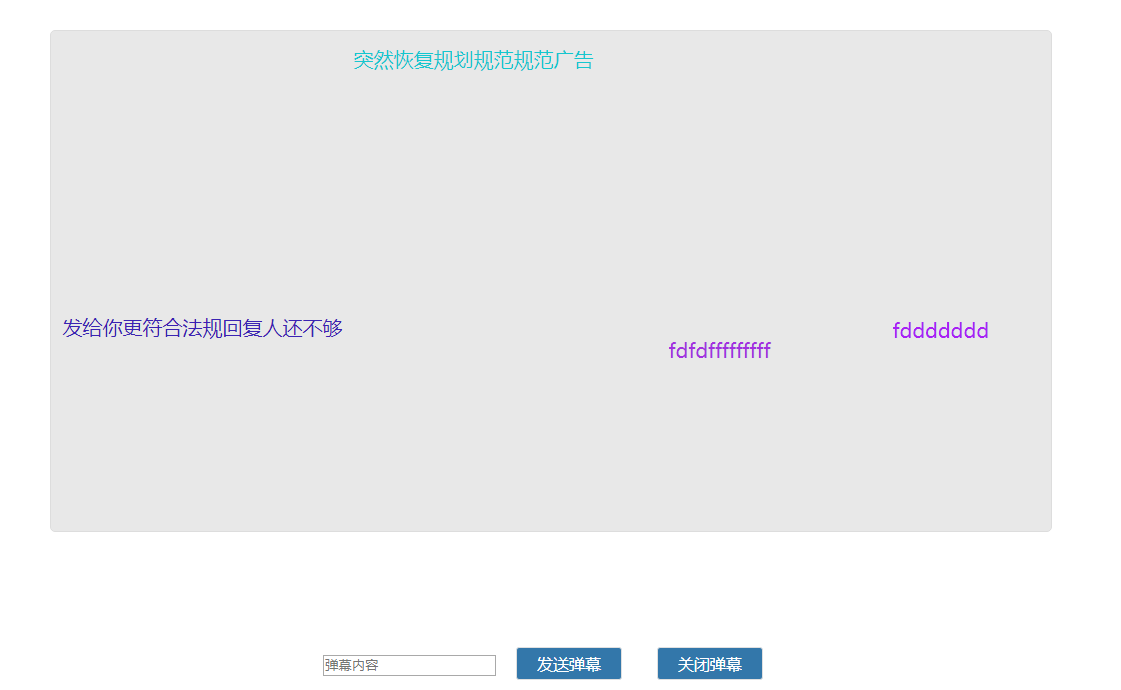 突然恢复规划规范规范广告
发给你更符合法规回复人还不够
fddddddd
fdfdfffffffff
弹幕内容
发送弹幕
关闭弹幕